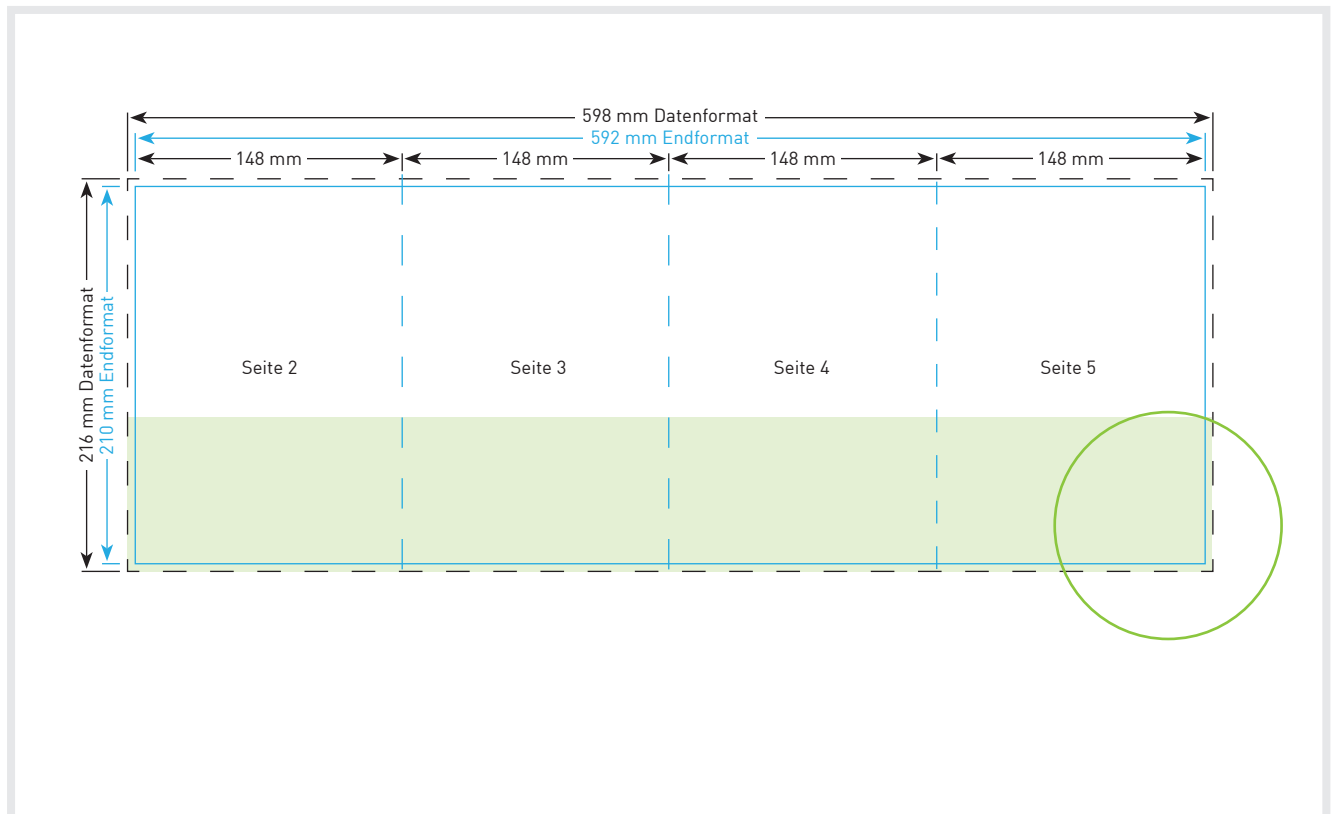 598 mm Datenformat
592 mm Endformat
148 mm
148 mm
148 mm
148 mm
216 mm Datenformat
210 mm Endformat
Seite 2
Seite 3
Seite 4
Seite 5